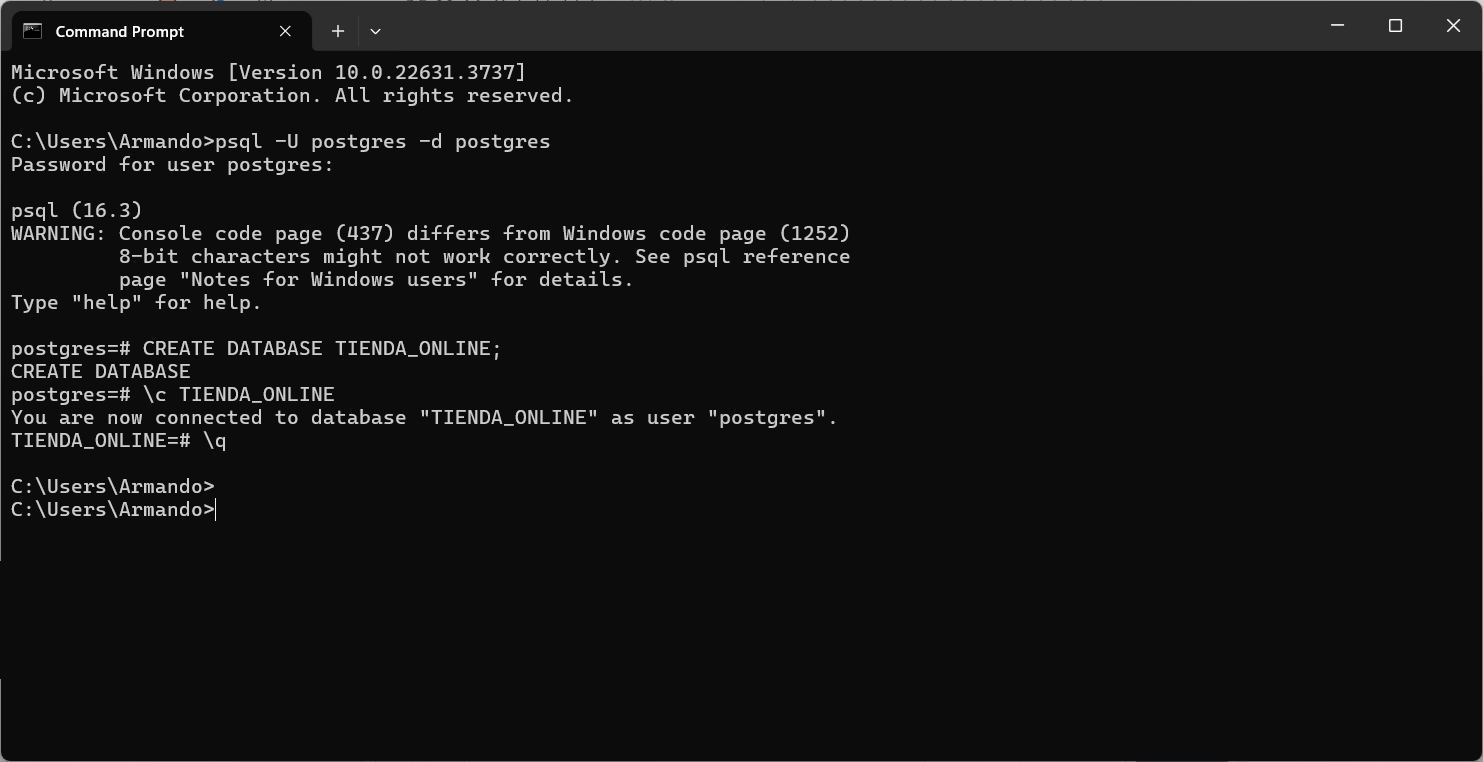 Command Prompt
Microsoft Windows [Version 10.0.22631.3737]
(c) Microsoft Corporation. All rights reserved.
C:\Users\Armando>psql -U postgres -d postgres
Password for user postgres:
psql (16.3)
WARNING: Console code page (437) differs from Windows code page (1252)
8-bit characters might not work correctly. See psql reference
page "Notes for Windows users" for details.
Type "help" for help.
postgres=# CREATE DATABASE TIENDA_ONLINE;
CREATE DATABASE
postgres=# \c TIENDA_ONLINE
You are now connected to database "TIENDA_ONLINE" as user "postgres".
TIENDA_ONLINE=# \q
C:\Users\Armando>
C:\Users\Armando>